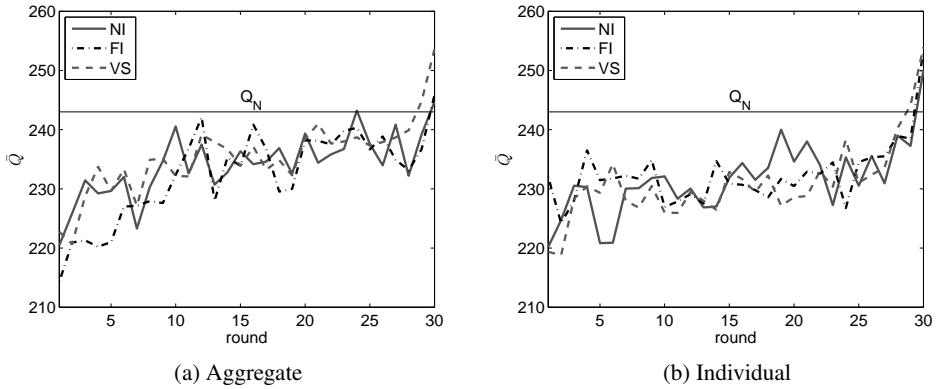 260
250
240
230
220
210
Q̄
NI
FI
VS
Q_N
5 10 15 20 25 30
round
(a) Aggregate
260
250
240
230
220
210
Q̄
NI
FI
VS
Q_N
5 10 15 20 25 30
round
(b) Individual